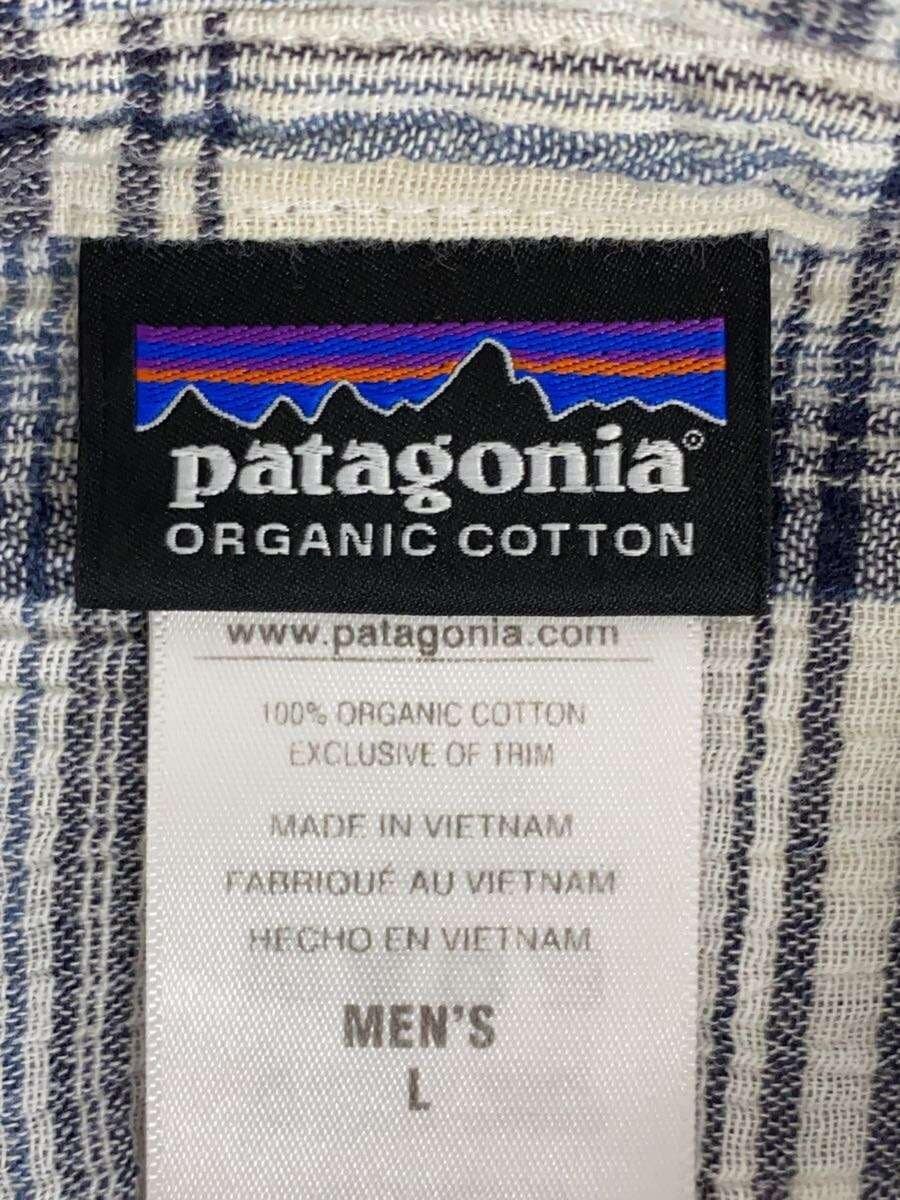 patagonia®
ORGANIC COTTON
www.patagonia.com
100% ORGANIC COTTON
EXCLUSIVE OF TRIM
MADE IN VIETNAM
FABRIQUÉ AU VIETNAM
HECHO EN VIETNAM
MEN'S
L